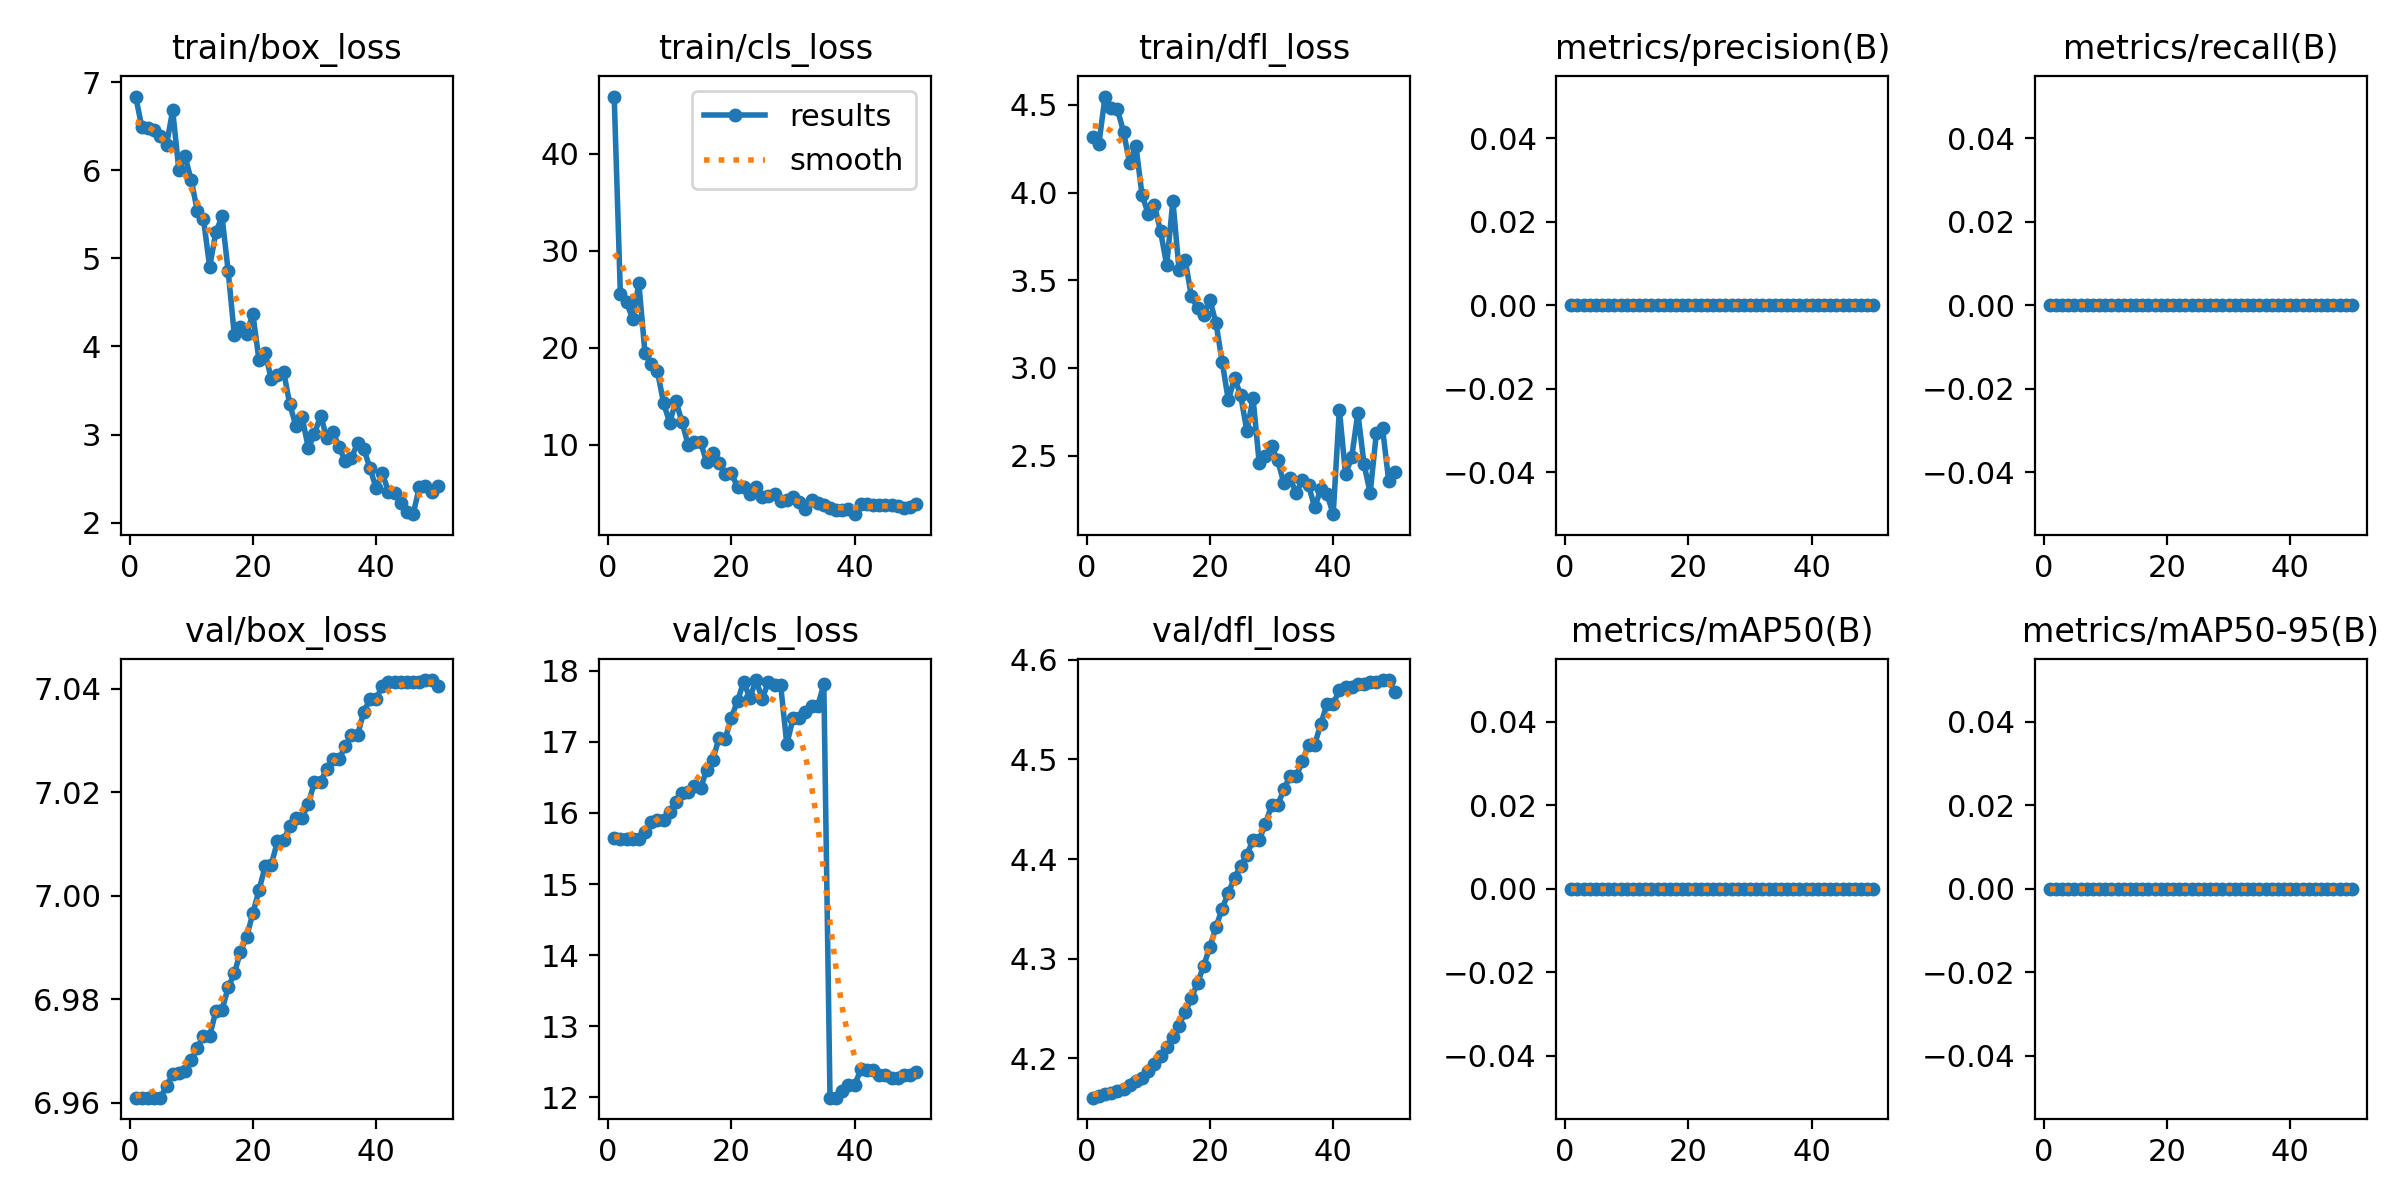 train/box_loss
7
6
5
4
3
2
0 20 40
train/cls_loss
results
smooth
40
30
20
10
0 20 40
train/dfl_loss
4.5
4.0
3.5
3.0
2.5
0 20 40
metrics/precision(B)
0.04
0.02
0.00
−0.02
−0.04
0 20 40
metrics/recall(B)
0.04
0.02
0.00
−0.02
−0.04
0 20 40
val/box_loss
7.04
7.02
7.00
6.98
6.96
0 20 40
val/cls_loss
18
17
16
15
14
13
12
0 20 40
val/dfl_loss
4.6
4.5
4.4
4.3
4.2
0 20 40
metrics/mAP50(B)
0.04
0.02
0.00
−0.02
−0.04
0 20 40
metrics/mAP50-95(B)
0.04
0.02
0.00
−0.02
−0.04
0 20 40